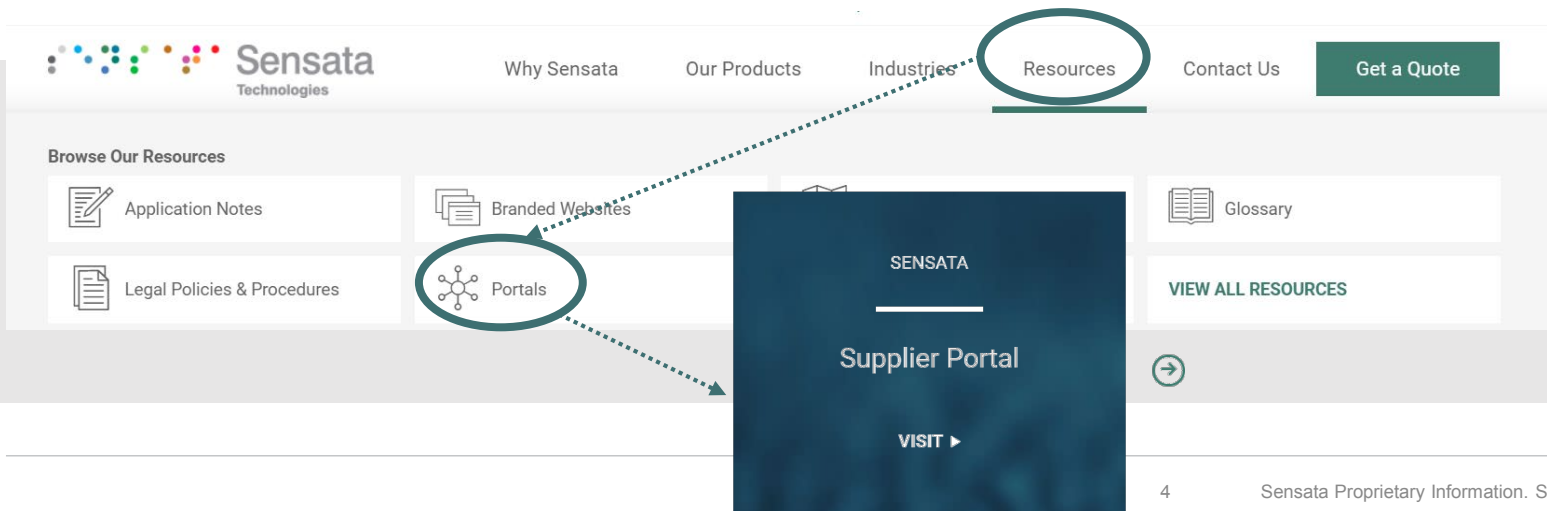 Sensata
Technologies
Why Sensata Our Products Industries Resources Contact Us Get a Quote
Browse Our Resources
Application Notes Branded Websites Glossary
Legal Policies & Procedures Portals VIEW ALL RESOURCES
SENSATA
Supplier Portal
VISIT
4 Sensata Proprietary Information. S